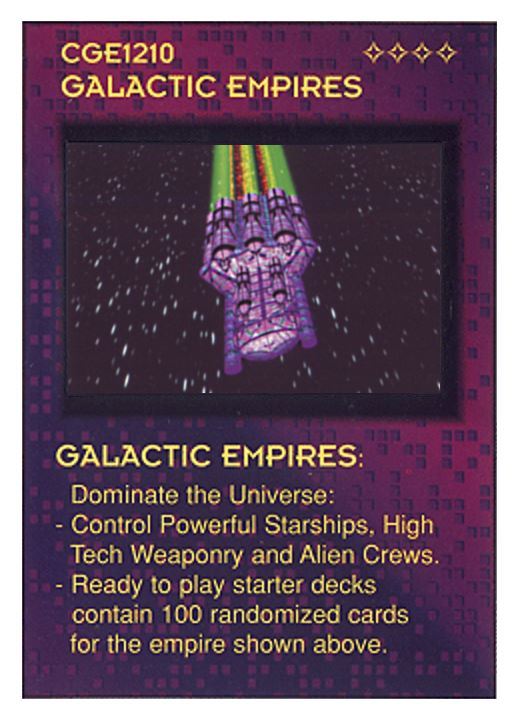 CGE1210
GALACTIC EMPIRES
GALACTIC EMPIRES:
Dominate the Universe:
- Control Powerful Starships, High
Tech Weaponry and Alien Crews.
- Ready to play starter decks
contain 100 randomized cards
for the empire shown above.